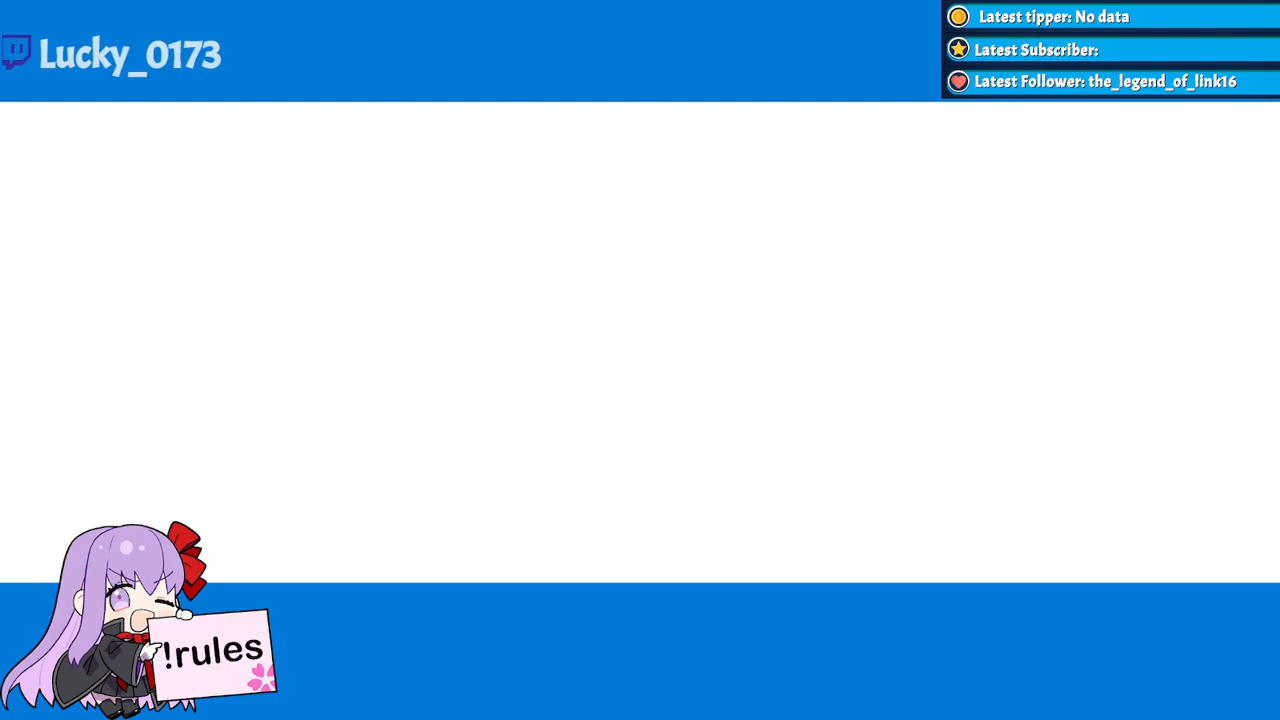 Lucky_0173
Latest tipper: No data
Latest Subscriber:
Latest Follower: the_legend_of_link16
!rules